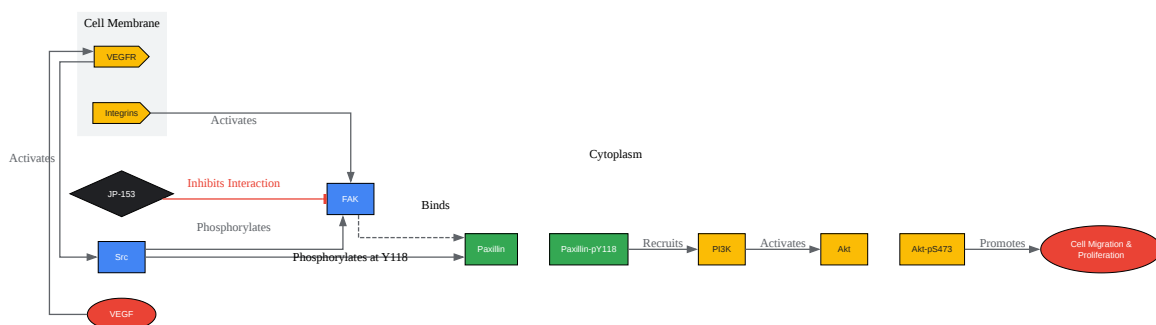 Cell Membrane
VEGFR
Integrins
Activates
Activates
Cytoplasm
JP-153
Inhibits Interaction
FAK
Binds
Phosphorylates
Src
Phosphorylates at Y118
Paxillin
Paxillin-pY118
Recruits
PI3K
Activates
Akt
Akt-pS473
Promotes
Cell Migration &
Proliferation
VEGF